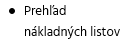 • Prehľad
nákladných listov